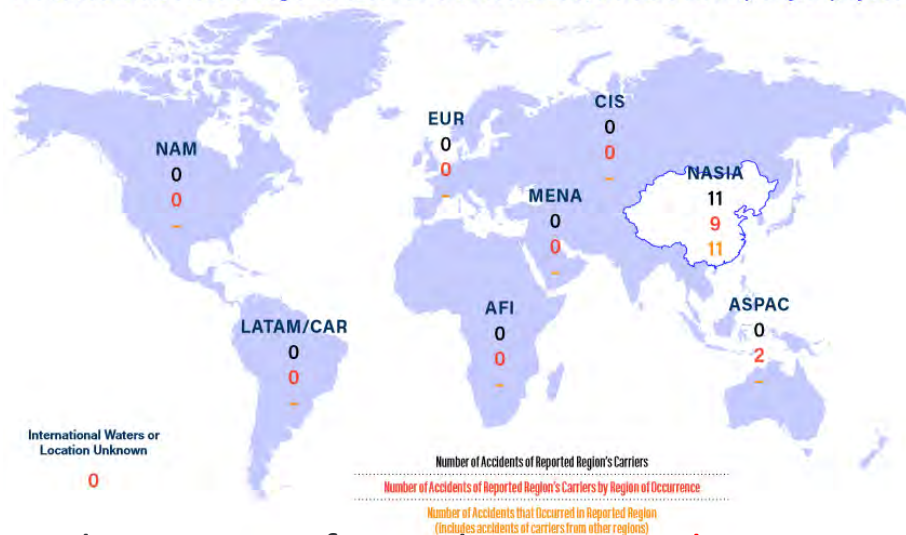 CIS
0
0
-
EUR
0
0
-
NAM
0
0
-
NASIA
11
9
11
MENA
0
0
-
ASPAC
0
2
-
AFI
0
0
-
LATAM/CAR
0
0
-
International Waters or
Location Unknown
0
Number of Accidents of Reported Region's Carriers
Number of Accidents of Reported Region's Carriers by Region of Occurrence
Number of Accidents that Occurred in Reported Region
(includes accidents of carriers from other regions)